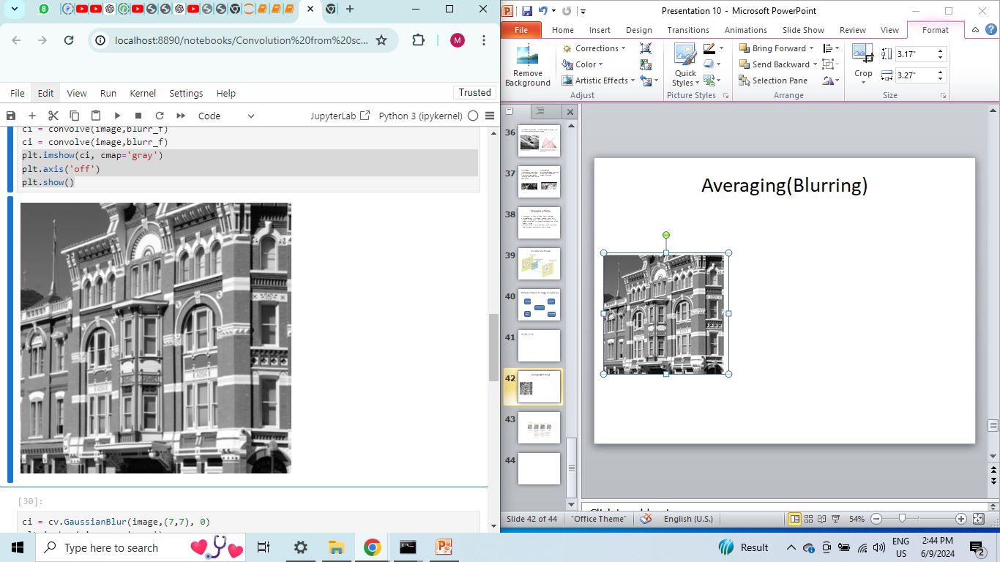 localhost:8890/notebooks/Convolution%20from%20sc...
M
File Edit View Run Kernel Settings Help
Trusted
Code
JupyterLab
Python 3 (ipykernel)
ci = convolve(image,blurr_f)
ci = convolve(image,blurr_f)
plt.imshow(ci, cmap='gray')
plt.axis('off')
plt.show()
[30]:
ci = cv.GaussianBlur(image,(7,7), 0)
Presentation 10 - Microsoft PowerPoint
File Home Insert Design Transitions Animations Slide Show Review View Format
Remove Background
Corrections
Color
Artistic Effects
Adjust
Quick Styles
Picture Styles
Bring Forward
Send Backward
Selection Pane
Arrange
Crop
3.17"
3.27"
Size
36
37
38
CONVOLUTION
39
40
41
42
Averaging(Blurring)
43
44
Averaging(Blurring)
Slide 42 of 44
"Office Theme"
English (U.S.)
54%
Type here to search
Result
ENG
US
2:44 PM
6/9/2024
2